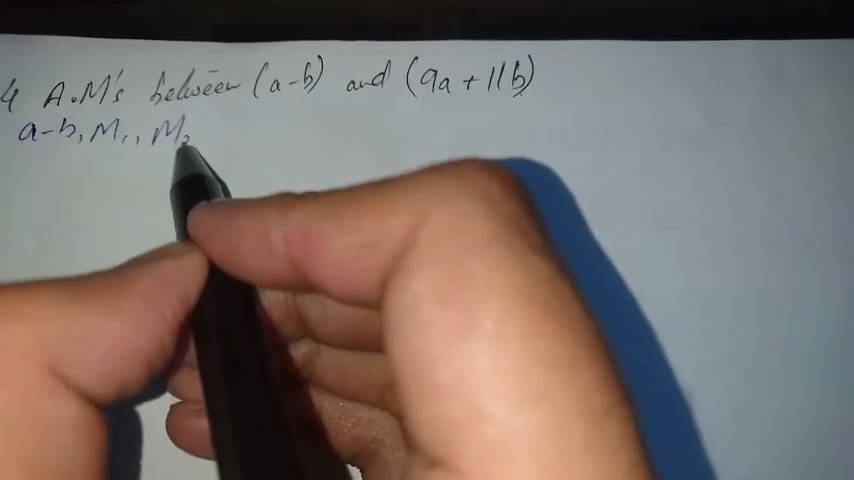 4 A.M's between (a-b) and (9a+11b)
a-b, M₁, M₂